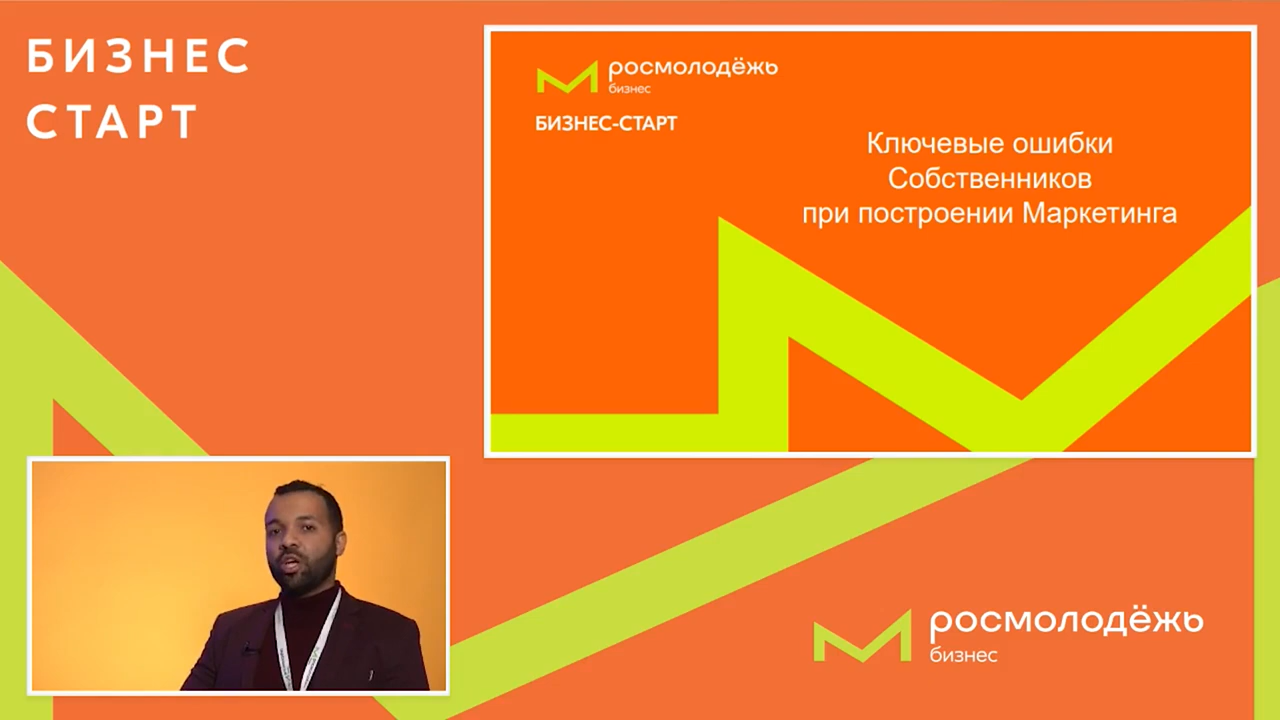 БИЗНЕС
СТАРТ
росмолодёжь
бизнес
БИЗНЕС-СТАРТ
Ключевые ошибки
Собственников
при построении Маркетинга
росмолодёжь
бизнес